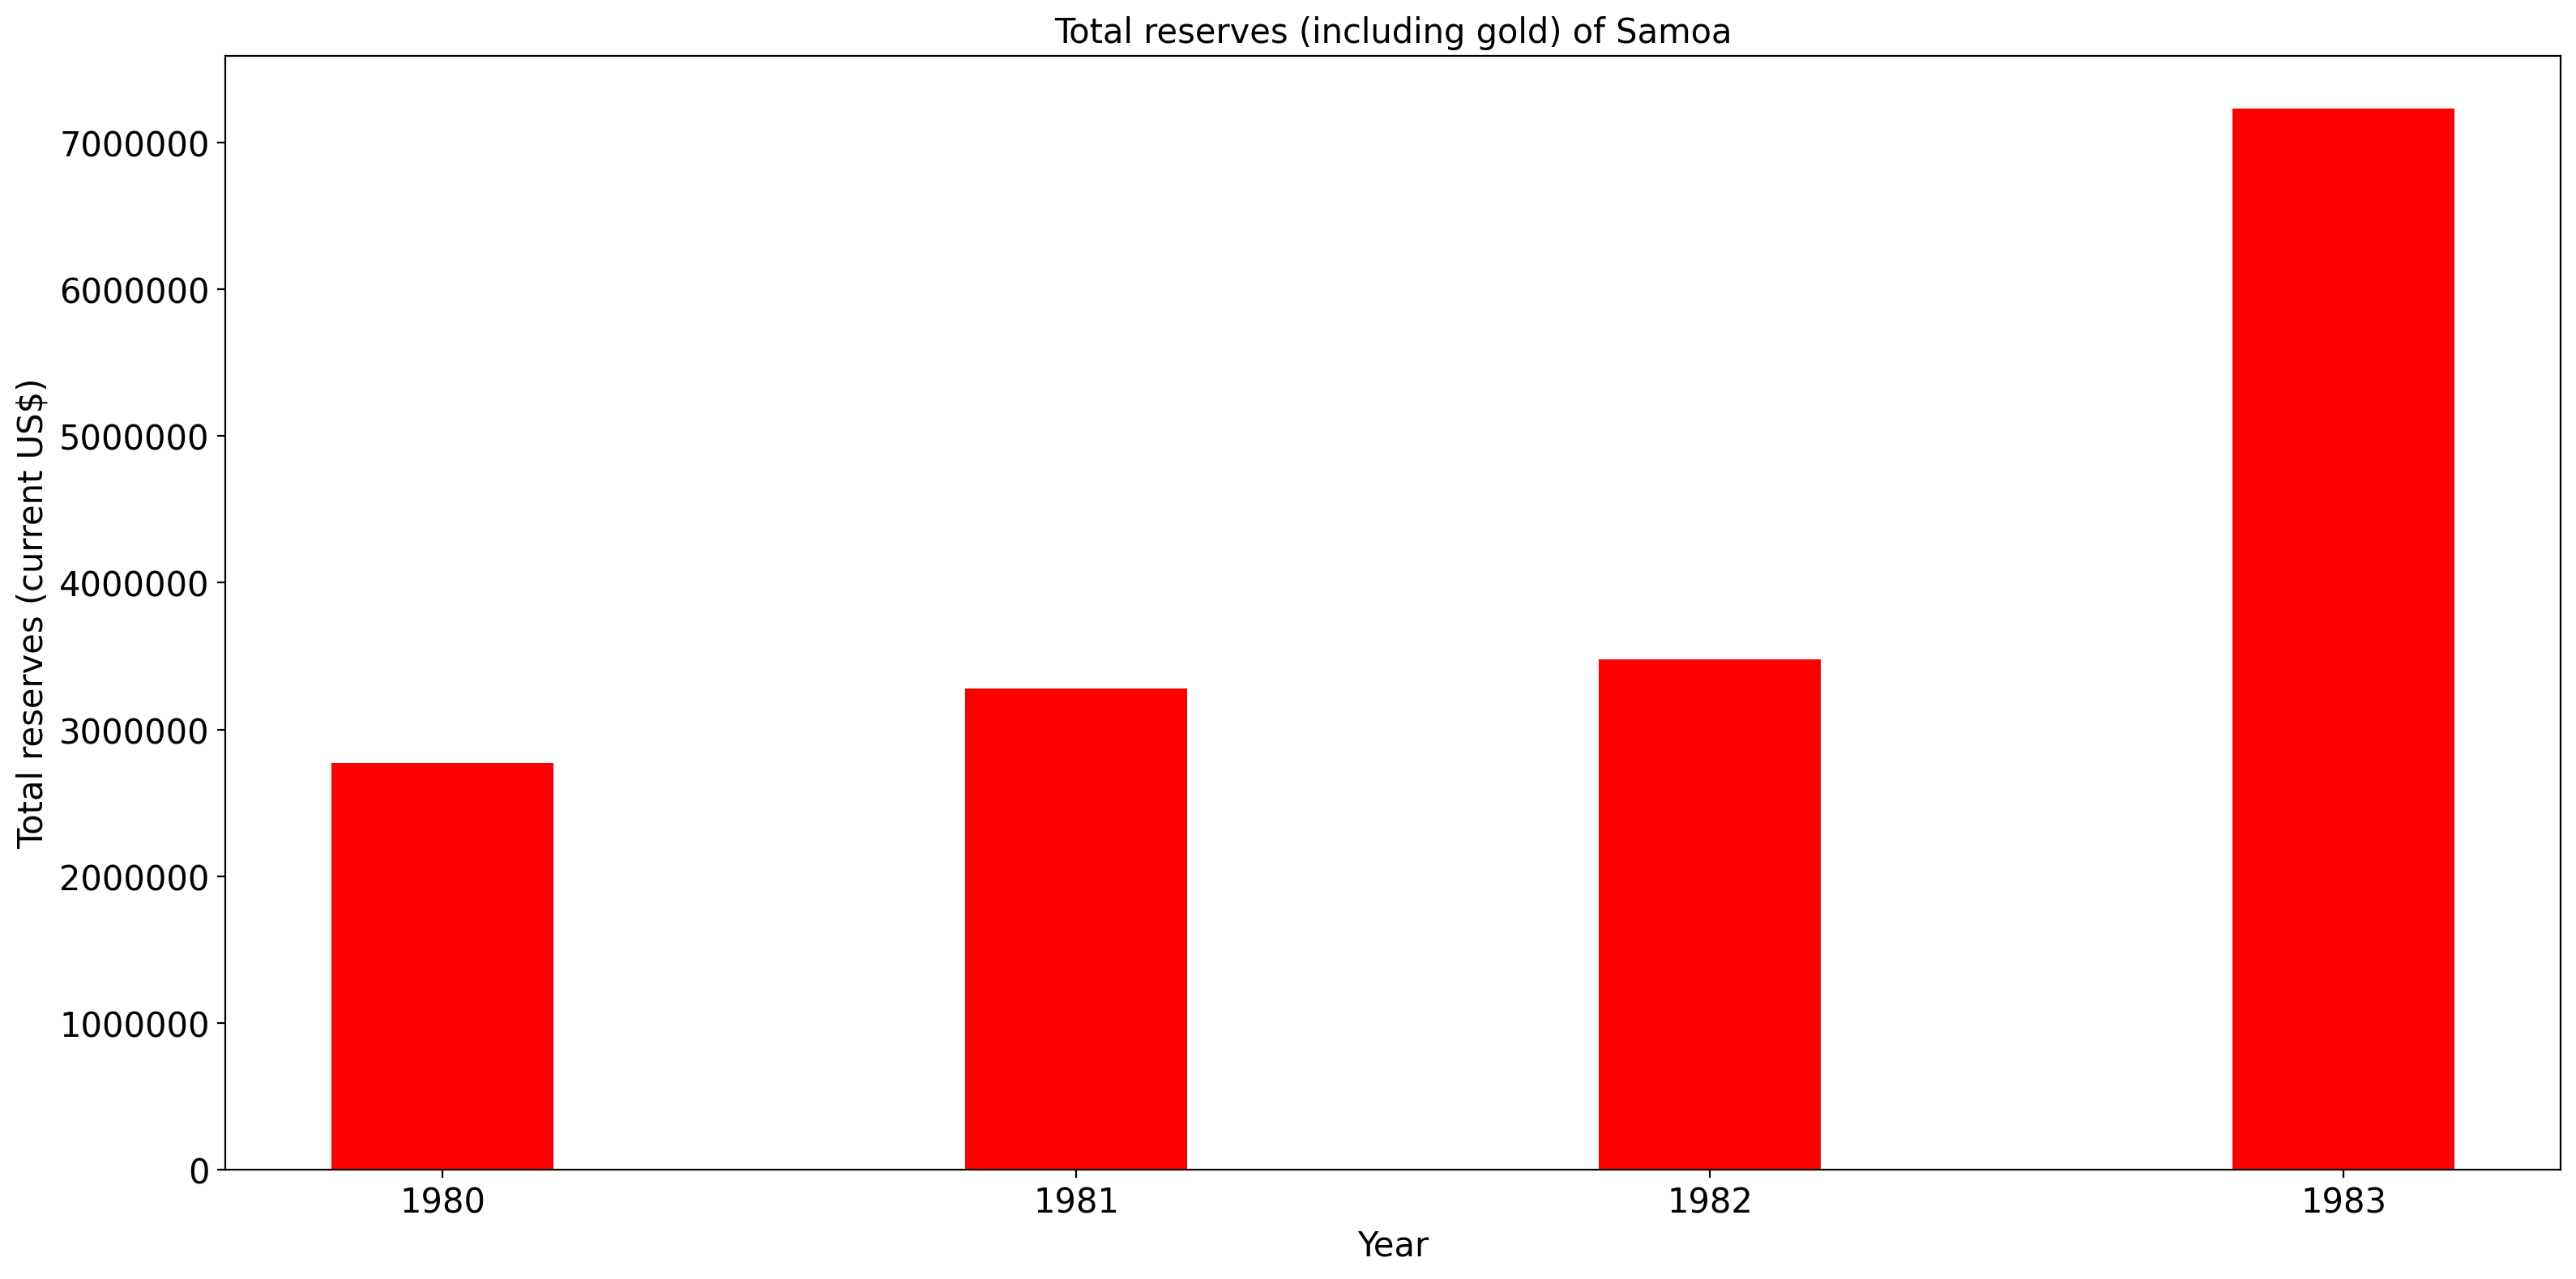 Total reserves (including gold) of Samoa
Total reserves (current US$)
7000000
6000000
5000000
4000000
3000000
2000000
1000000
0
1980 1981 1982 1983
Year